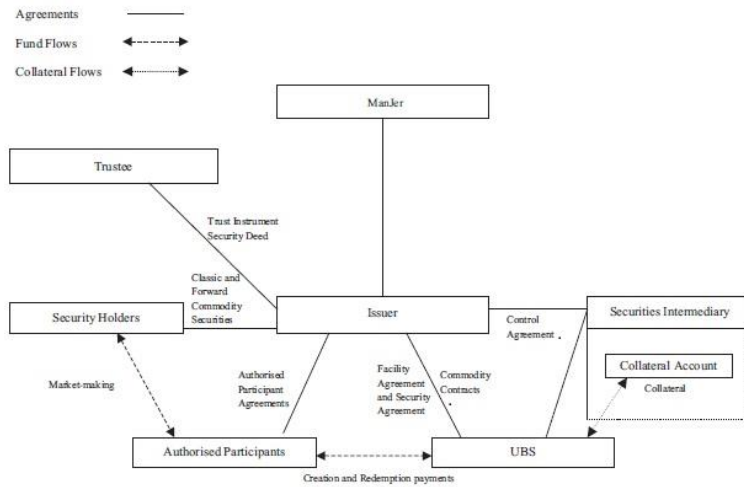 Agreements
Fund Flows
Collateral Flows
ManJer
Trustee
Trust Instrument
Security Deed
Classic and
Forward
Commodity
Securities
Security Holders
Issuer
Control
Agreement
Securities Intermediary
Collateral Account
Collateral
Market-making
Authorised
Participant
Agreements
Facility
Agreement
and Security
Agreement
Commodity
Contracts
Authorised Participants
UBS
Creation and Redemption payments